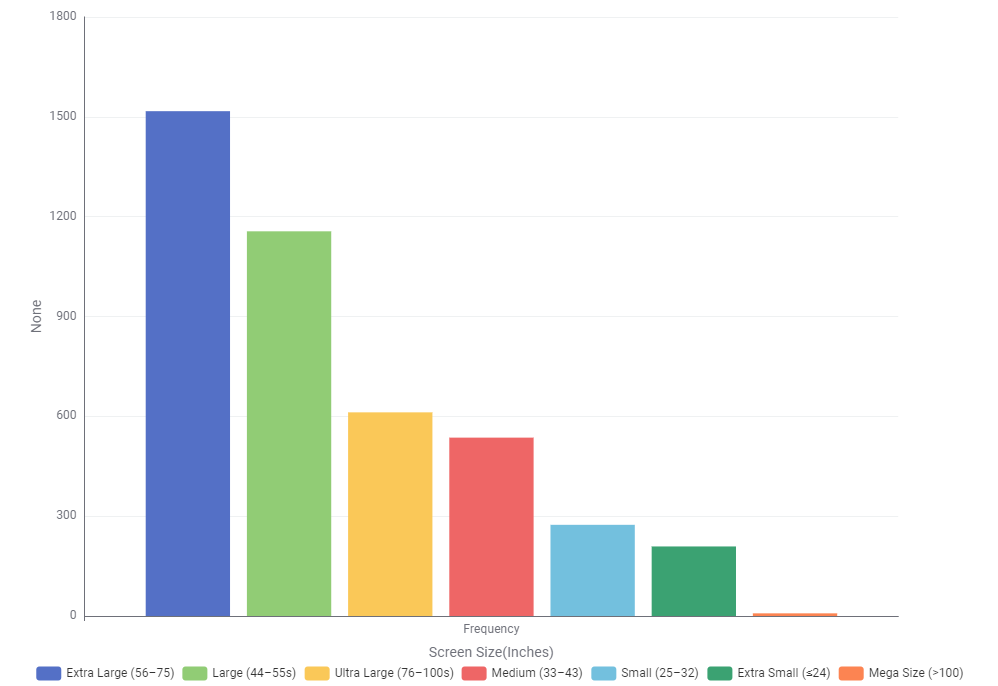 1800
1500
1200
900
600
300
0
None
Frequency
Screen Size(Inches)
Extra Large (56–75) Large (44–55s) Ultra Large (76–100s) Medium (33–43) Small (25–32) Extra Small (≤24) Mega Size (>100)